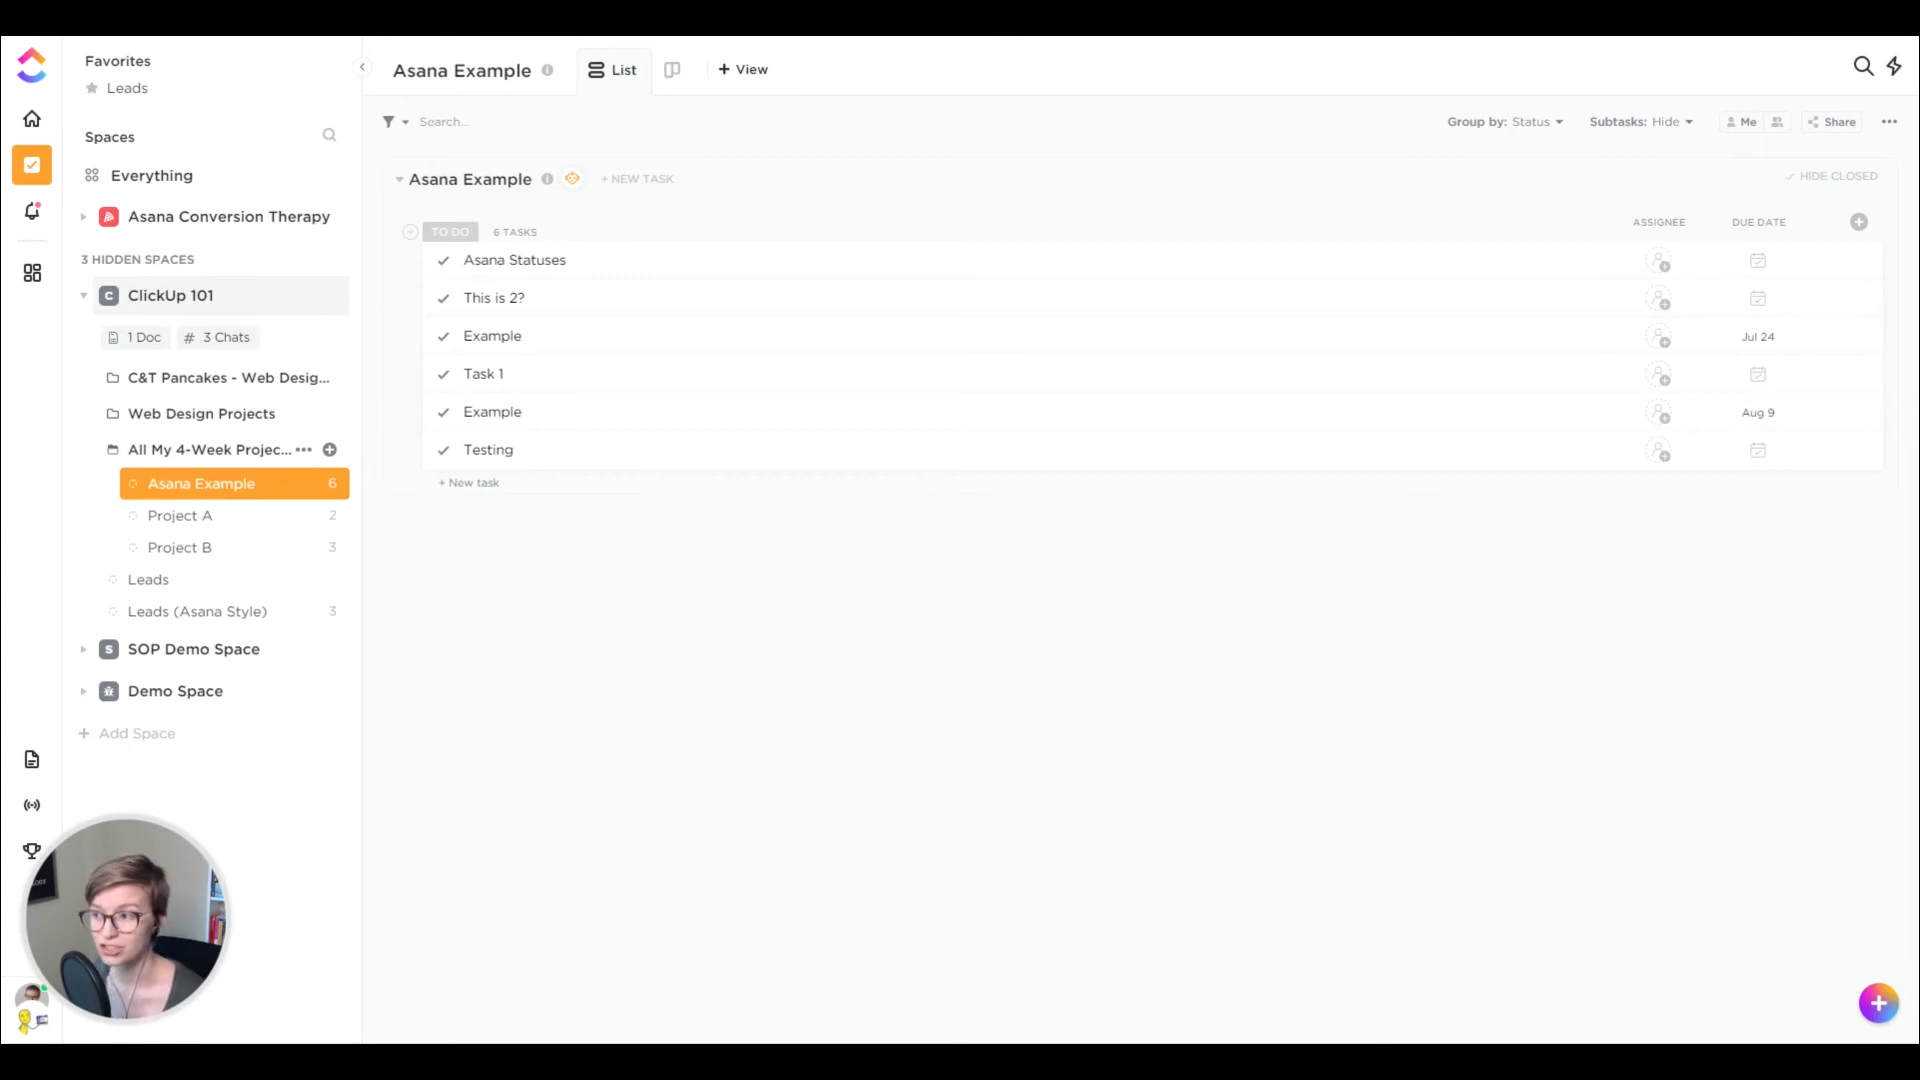 Favorites
Leads
Spaces
Everything
Asana Conversion Therapy
3 HIDDEN SPACES
C ClickUp 101
1 Doc # 3 Chats
C&T Pancakes - Web Desig...
Web Design Projects
All My 4-Week Projec...
Asana Example 6
Project A 2
Project B 3
Leads
Leads (Asana Style) 3
S SOP Demo Space
Demo Space
+ Add Space
Asana Example List + View
Search... Group by: Status Subtasks: Hide Me Share
Asana Example + NEW TASK HIDE CLOSED
TO DO 6 TASKS ASSIGNEE DUE DATE
Asana Statuses
This is 2?
Example Jul 24
Task 1
Example Aug 9
Testing
+ New task